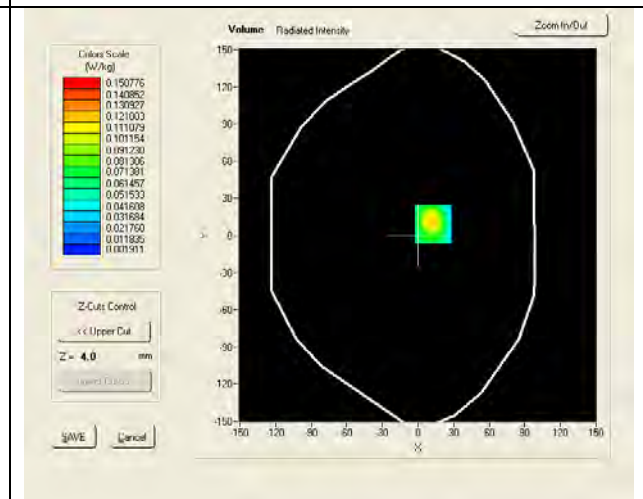 Volume Radiated Intensity
Zoom In/Out
Colors Scale
(W/kg)
0.150776
0.140852
0.130927
0.121003
0.111079
0.101154
0.091230
0.081306
0.071381
0.061457
0.051533
0.041608
0.031684
0.021760
0.011835
0.001911
Z-Cuts Control
<< Upper Cut
Z = 4.0 mm
SAVE
Cancel
150
120
90
60
30
0
-30
-60
-90
-120
-150
Y
-150 -120 -90 -60 -30 0 30 60 90 120 150
X